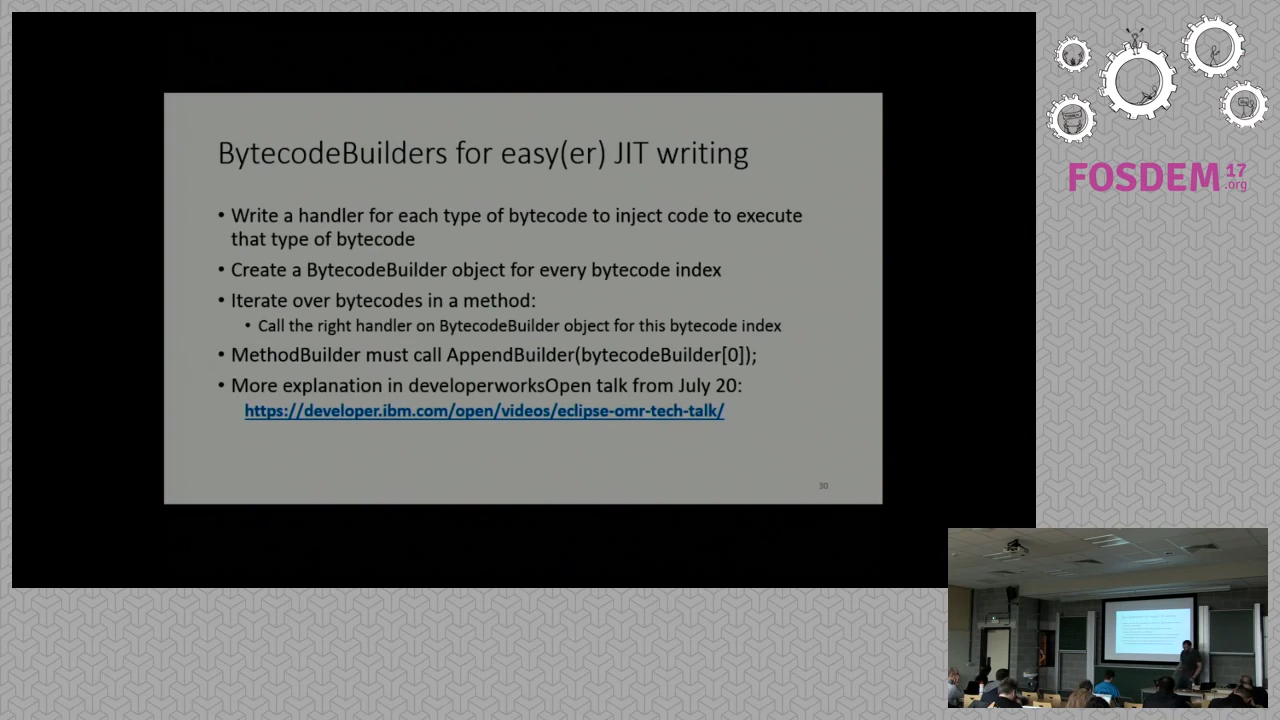 BytecodeBuilders for easy(er) JIT writing
• Write a handler for each type of bytecode to inject code to execute
that type of bytecode
• Create a BytecodeBuilder object for every bytecode index
• Iterate over bytecodes in a method:
• Call the right handler on BytecodeBuilder object for this bytecode index
• MethodBuilder must call AppendBuilder(bytecodeBuilder[0]);
• More explanation in developerworksOpen talk from July 20:
https://developer.ibm.com/open/videos/eclipse-omr-tech-talk/
30
FOSDEM 17
.org